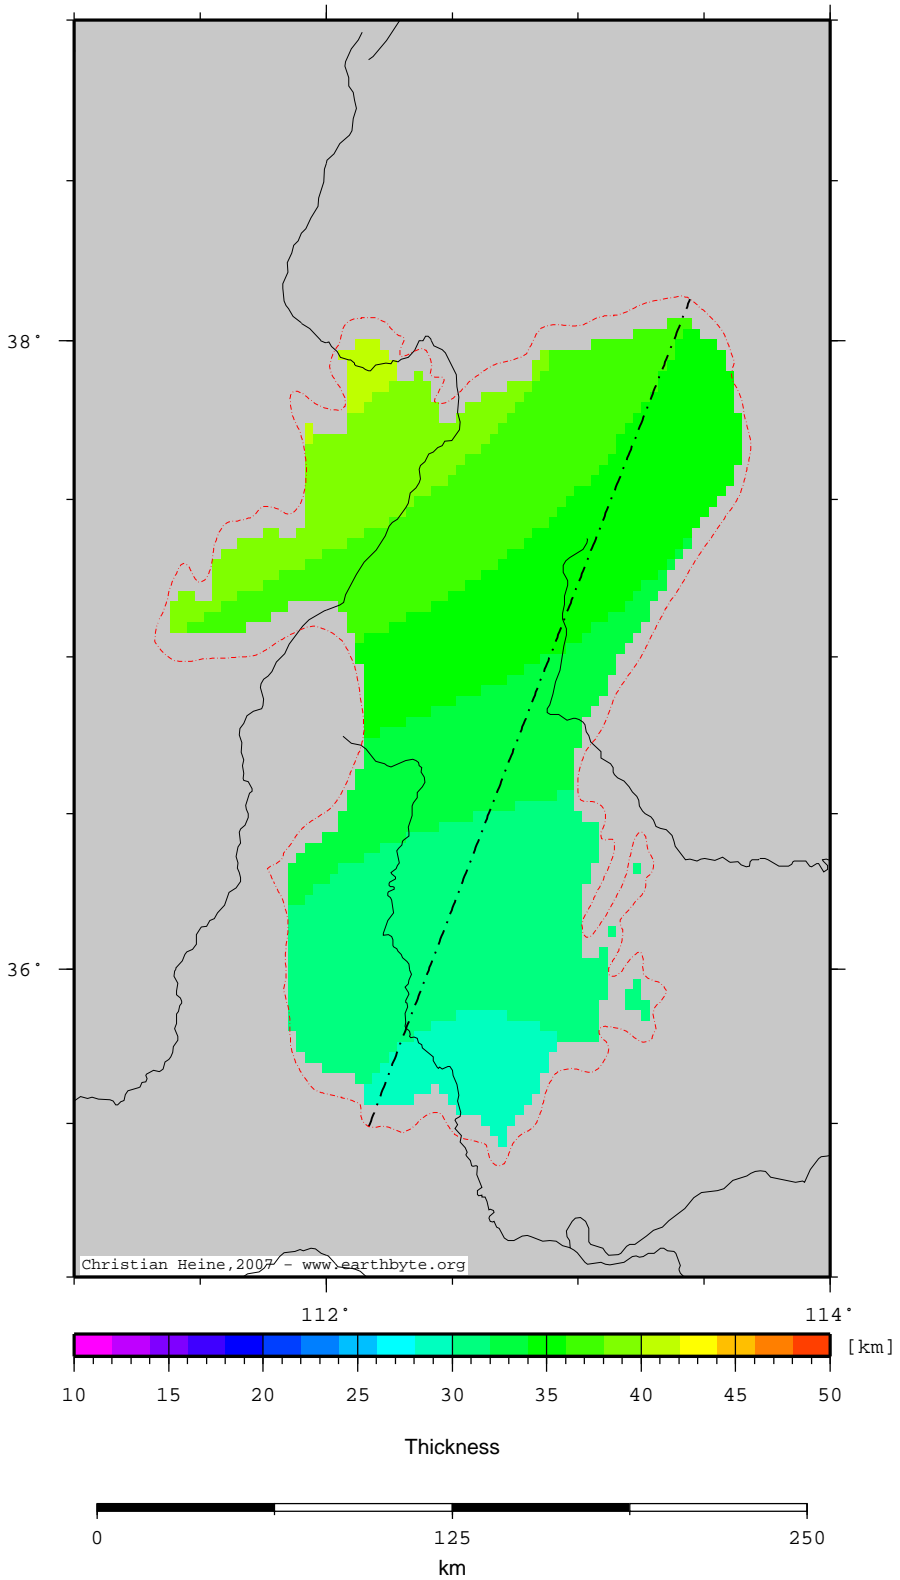 38°
36°
Christian Heine,2007 - www.earthbyte.org
112° 114°
[km]
10 15 20 25 30 35 40 45 50
Thickness
0 125 250
km